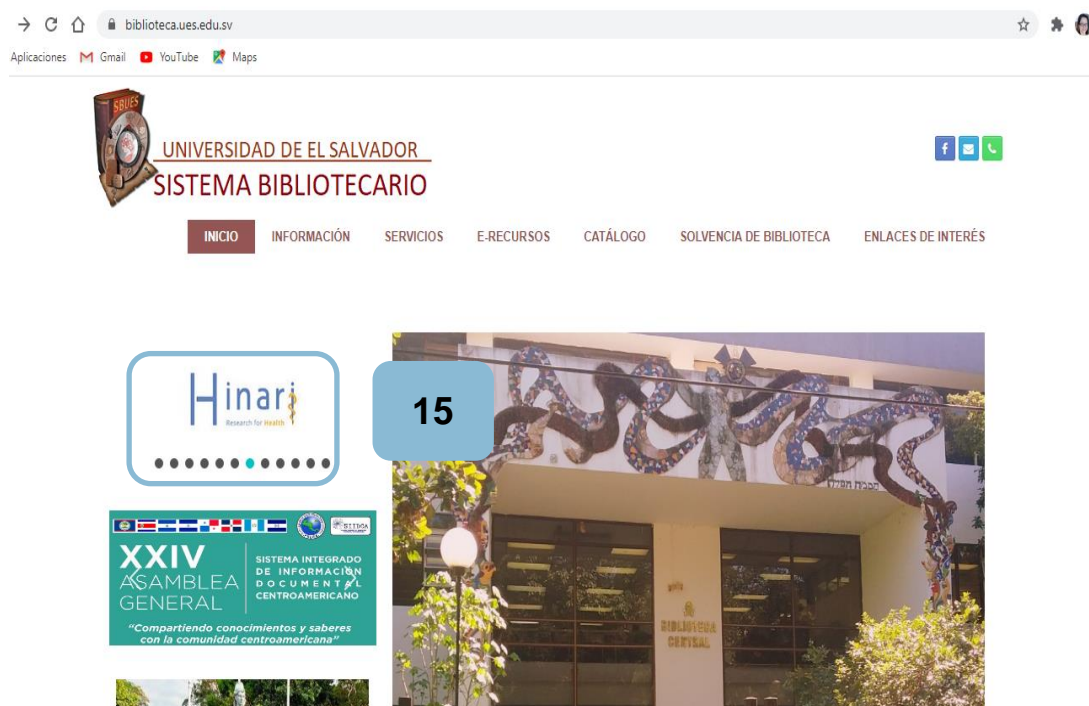 biblioteca.ues.edu.sv
Aplicaciones Gmail YouTube Maps
SBUES
UNIVERSIDAD DE EL SALVADOR
SISTEMA BIBLIOTECARIO
INICIO INFORMACIÓN SERVICIOS E-RECURSOS CATÁLOGO SOLVENCIA DE BIBLIOTECA ENLACES DE INTERÉS
Hinari
Research for Health
15
SIIDCA
XXIV
ASAMBLEA
GENERAL
SISTEMA INTEGRADO
DE INFORMACIÓN
DOCUMENTAL
CENTROAMERICANO
“Compartiendo conocimientos y saberes
con la comunidad centroamericana”
BIBLIOTECA
CENTRAL